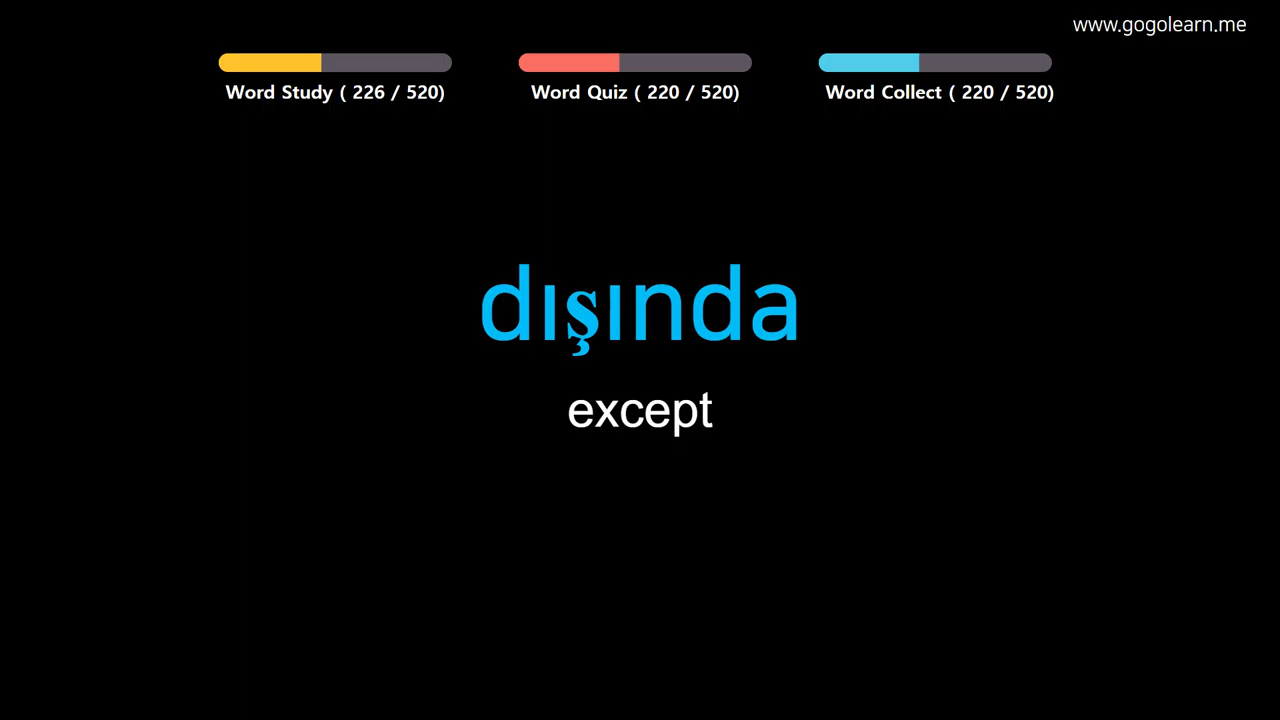 www.gogolearn.me
Word Study ( 226 / 520)
Word Quiz ( 220 / 520)
Word Collect ( 220 / 520)
dışında
except